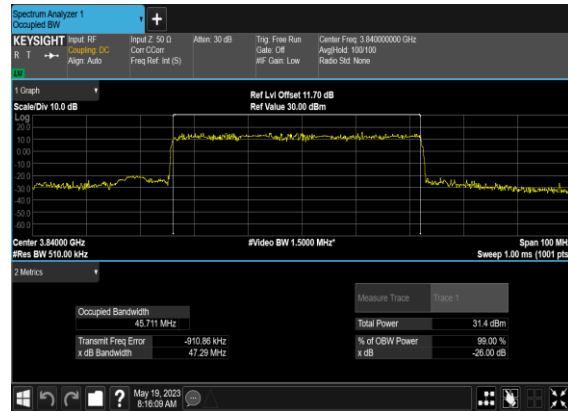 Spectrum Analyzer 1
Occupied BW
+
KEYSIGHT Input: RF Input Z: 50 Ω Atten: 30 dB Trig: Free Run Center Freq: 3.840000000 GHz
R T Coupling: DC Corr CCorr Gate: Off Avg|Hold: 100/100
Align: Auto Freq Ref: Int (S) #IF Gain: Low Radio Std: None
1 Graph Ref Lvl Offset 11.70 dB
Scale/Div 10.0 dB Ref Value 30.00 dBm
Log
20.0
10.0
0.00
-10.0
-20.0
-30.0
-40.0
-50.0
-60.0
Center 3.84000 GHz #Video BW 1.5000 MHz* Span 100 MHz
#Res BW 510.00 kHz Sweep 1.00 ms (1001 pts
2 Metrics
Measure Trace Trace 1
Occupied Bandwidth
45.711 MHz Total Power 31.4 dBm
Transmit Freq Error -910.86 kHz % of OBW Power 99.00 %
x dB Bandwidth 47.29 MHz x dB -26.00 dB
? May 19, 2023
8:16:09 AM